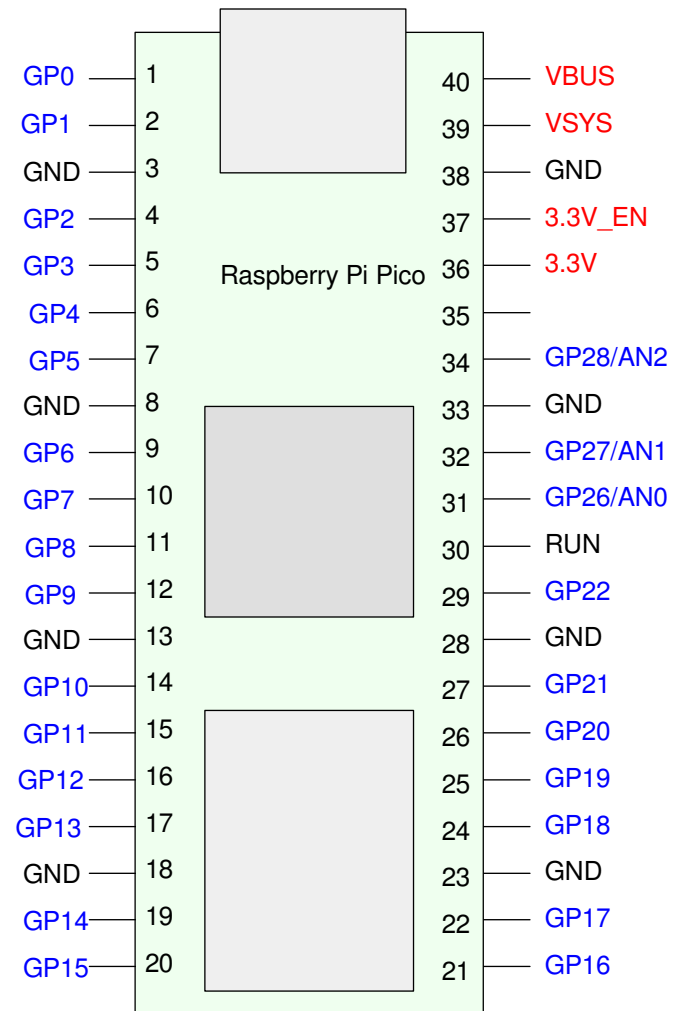 GP0 1 40 VBUS
GP1 2 39 VSYS
GND 3 38 GND
GP2 4 37 3.3V_EN
GP3 5 Raspberry Pi Pico 36 3.3V
GP4 6 35
GP5 7 34 GP28/AN2
GND 8 33 GND
GP6 9 32 GP27/AN1
GP7 10 31 GP26/AN0
GP8 11 30 RUN
GP9 12 29 GP22
GND 13 28 GND
GP10 14 27 GP21
GP11 15 26 GP20
GP12 16 25 GP19
GP13 17 24 GP18
GND 18 23 GND
GP14 19 22 GP17
GP15 20 21 GP16